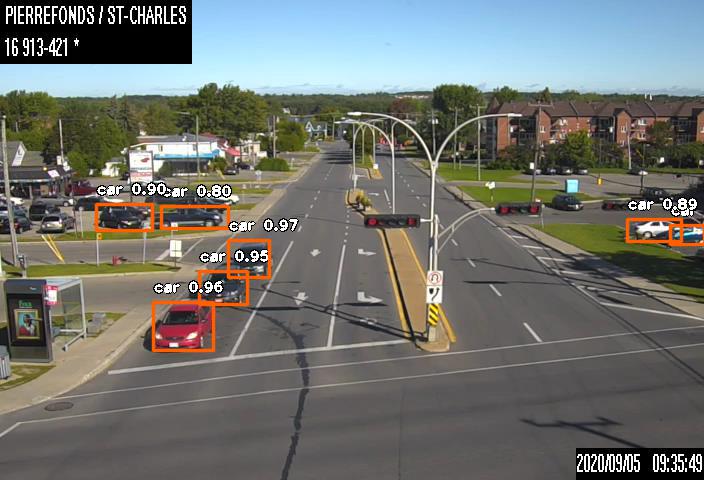 PIERREFONDS / ST-CHARLES
16 913-421 *
car 0.90
car 0.80
car 0.89
car
car 0.97
car 0.95
car 0.96
2020/09/05 09:35:49